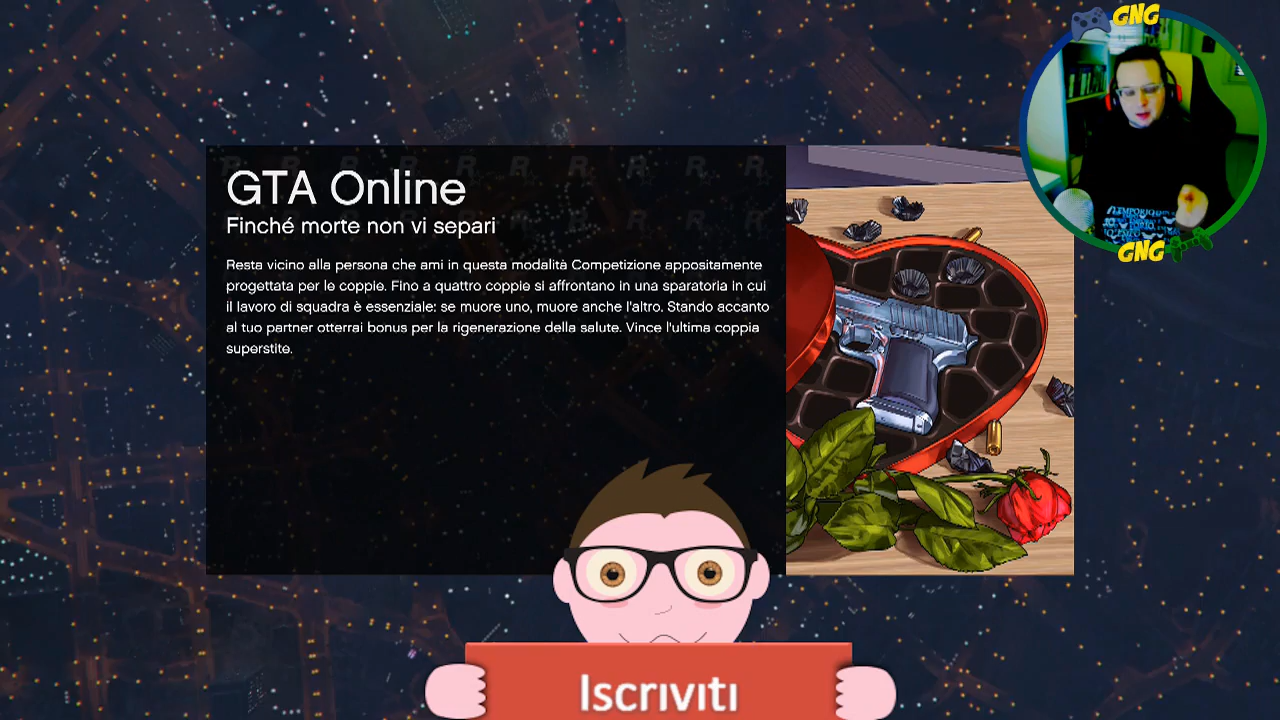 GNG
GTA Online
Finché morte non vi separi
Resta vicino alla persona che ami in questa modalità Competizione appositamente
progettata per le coppie. Fino a quattro coppie si affrontano in una sparatoria in cui
il lavoro di squadra è essenziale: se muore uno, muore anche l'altro. Stando accanto
al tuo partner otterrai bonus per la rigenerazione della salute. Vince l'ultima coppia
superstite.
GNG
Iscriviti